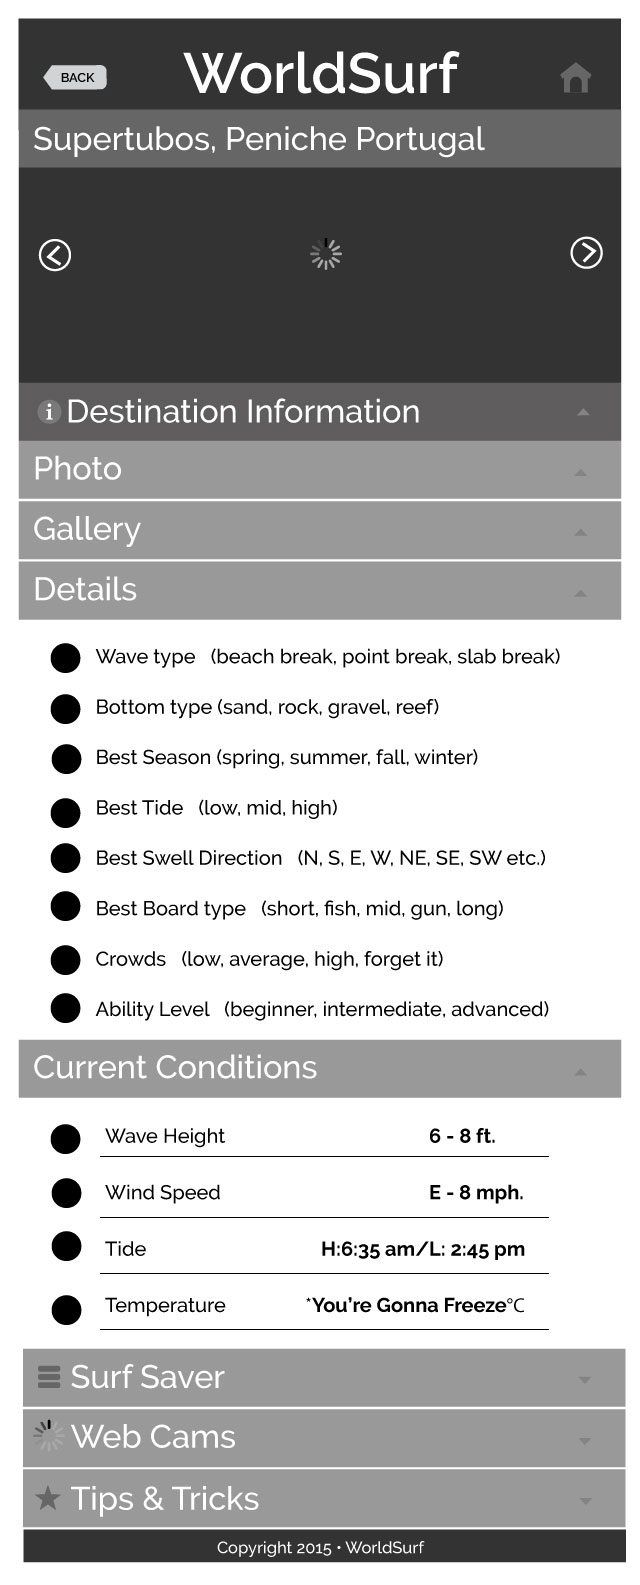 BACK
WorldSurf
Supertubos, Peniche Portugal
i Destination Information
Photo
Gallery
Details
Wave type (beach break, point break, slab break)
Bottom type (sand, rock, gravel, reef)
Best Season (spring, summer, fall, winter)
Best Tide (low, mid, high)
Best Swell Direction (N, S, E, W, NE, SE, SW etc.)
Best Board type (short, fish, mid, gun, long)
Crowds (low, average, high, forget it)
Ability Level (beginner, intermediate, advanced)
Current Conditions
Wave Height 6 - 8 ft.
Wind Speed E - 8 mph.
Tide H:6:35 am/L: 2:45 pm
Temperature *You're Gonna Freeze°C
Surf Saver
Web Cams
Tips & Tricks
Copyright 2015 • WorldSurf